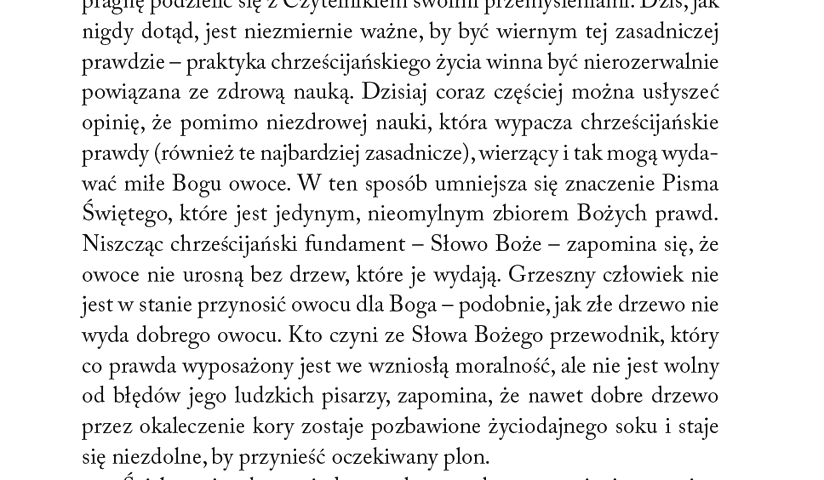 pragnę podzielić się z Czytelnikiem swoimi przemyśleniami. Dziś, jak
nigdy dotąd, jest niezmiernie ważne, by być wiernym tej zasadniczej
prawdzie – praktyka chrześcijańskiego życia winna być nierozerwalnie
powiązana ze zdrową nauką. Dzisiaj coraz częściej można usłyszeć
opinię, że pomimo niezdrowej nauki, która wypacza chrześcijańskie
prawdy (również te najbardziej zasadnicze), wierzący i tak mogą wyda-
wać miłe Bogu owoce. W ten sposób umniejsza się znaczenie Pisma
Świętego, które jest jedynym, nieomylnym zbiorem Bożych prawd.
Niszcząc chrześcijański fundament – Słowo Boże – zapomina się, że
owoce nie urosną bez drzew, które je wydają. Grzeszny człowiek nie
jest w stanie przynosić owocu dla Boga – podobnie, jak złe drzewo nie
wyda dobrego owocu. Kto czyni ze Słowa Bożego przewodnik, który
co prawda wyposażony jest we wzniosłą moralność, ale nie jest wolny
od błędów jego ludzkich pisarzy, zapomina, że nawet dobre drzewo
przez okaleczenie kory zostaje pozbawione życiodajnego soku i staje
się niezdolne, by przynieść oczekiwany plon.